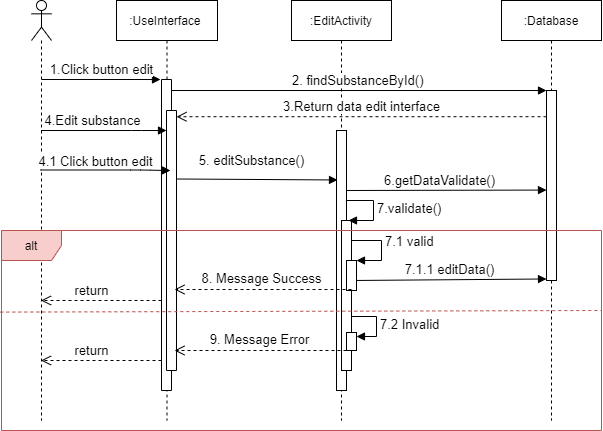 :UseInterface
:EditActivity
:Database
1.Click button edit
2. findSubstanceById()
3.Return data edit interface
4.Edit substance
4.1 Click button edit
5. editSubstance()
6.getDataValidate()
7.validate()
alt
7.1 valid
7.1.1 editData()
8. Message Success
return
7.2 Invalid
9. Message Error
return